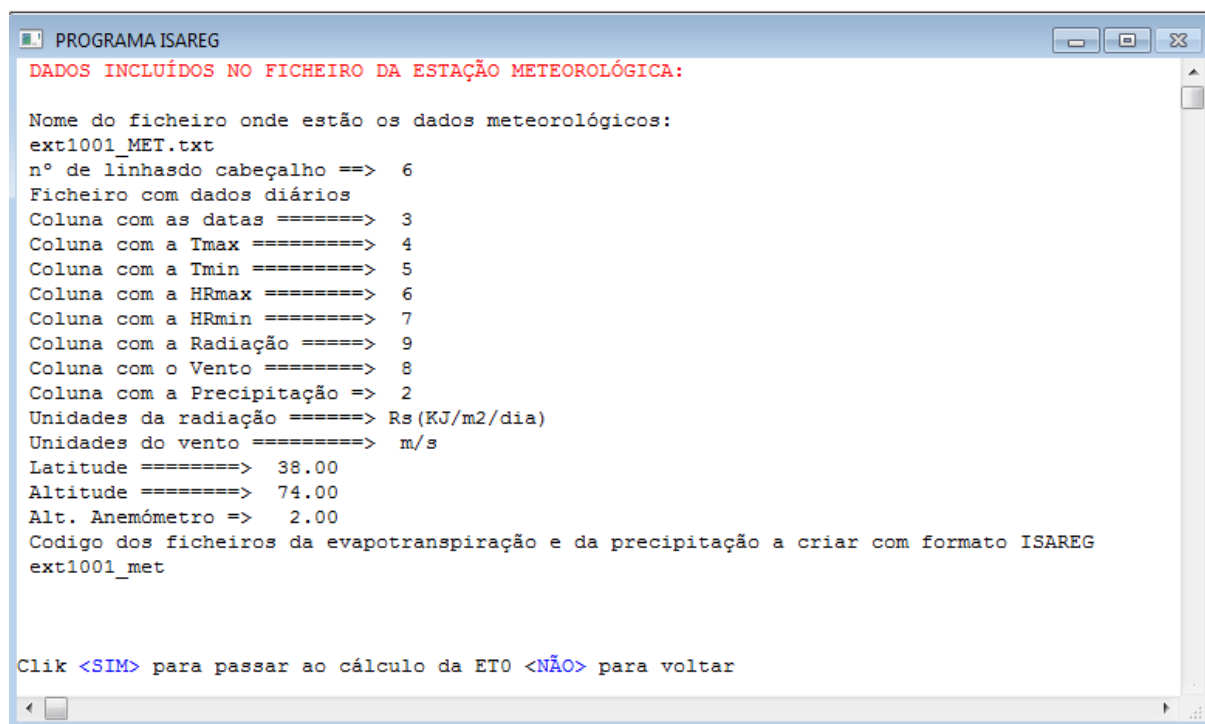 PROGRAMA ISAREG
DADOS INCLUÍDOS NO FICHEIRO DA ESTAÇÃO METEOROLÓGICA:
Nome do ficheiro onde estão os dados meteorológicos:
ext1001_MET.txt
nº de linhasdo cabeçalho ==> 6
Ficheiro com dados diários
Coluna com as datas =======> 3
Coluna com a Tmax =========> 4
Coluna com a Tmin =========> 5
Coluna com a HRmax ========> 6
Coluna com a HRmin ========> 7
Coluna com a Radiação =====> 9
Coluna com o Vento ========> 8
Coluna com a Precipitação => 2
Unidades da radiação ======> Rs(KJ/m2/dia)
Unidades do vento =========> m/s
Latitude ========> 38.00
Altitude ========> 74.00
Alt. Anemómetro => 2.00
Codigo dos ficheiros da evapotranspiração e da precipitação a criar com formato ISAREG
ext1001_met
Clik <SIM> para passar ao cálculo da ET0 <NÃO> para voltar